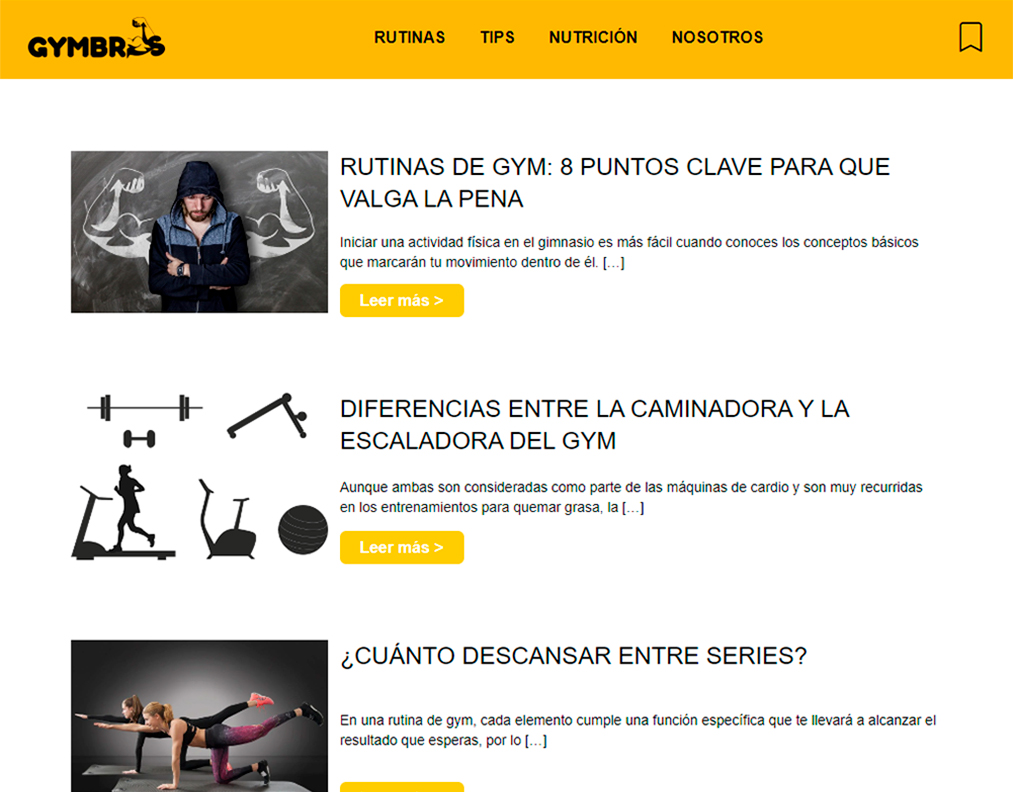 GYMBROS
RUTINAS TIPS NUTRICIÓN NOSOTROS
RUTINAS DE GYM: 8 PUNTOS CLAVE PARA QUE
VALGA LA PENA
Iniciar una actividad física en el gimnasio es más fácil cuando conoces los conceptos básicos
que marcarán tu movimiento dentro de él. […]
Leer más >
DIFERENCIAS ENTRE LA CAMINADORA Y LA
ESCALADORA DEL GYM
Aunque ambas son consideradas como parte de las máquinas de cardio y son muy recurridas
en los entrenamientos para quemar grasa, la […]
Leer más >
¿CUÁNTO DESCANSAR ENTRE SERIES?
En una rutina de gym, cada elemento cumple una función específica que te llevará a alcanzar el
resultado que esperas, por lo […]